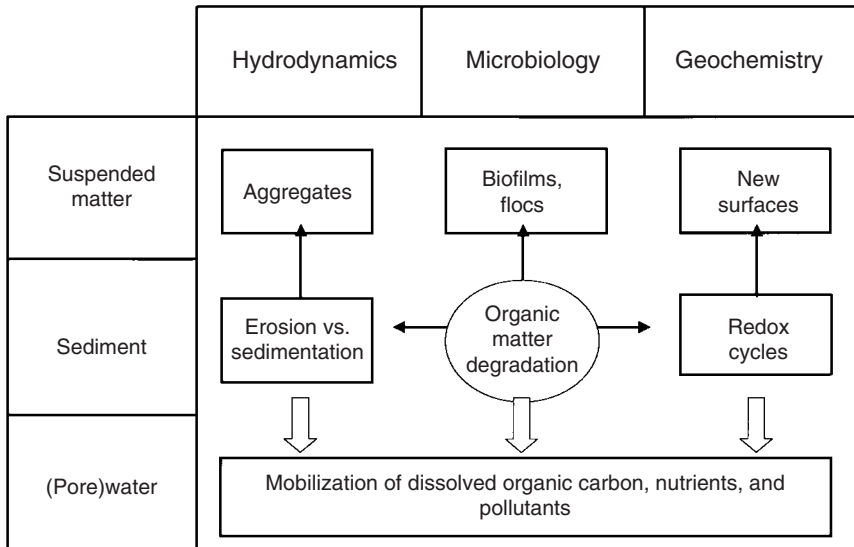 Hydrodynamics
Microbiology
Geochemistry
Suspended
matter
Aggregates
Biofilms,
flocs
New
surfaces
Sediment
Erosion vs.
sedimentation
Organic
matter
degradation
Redox
cycles
(Pore)water
Mobilization of dissolved organic carbon, nutrients, and
pollutants